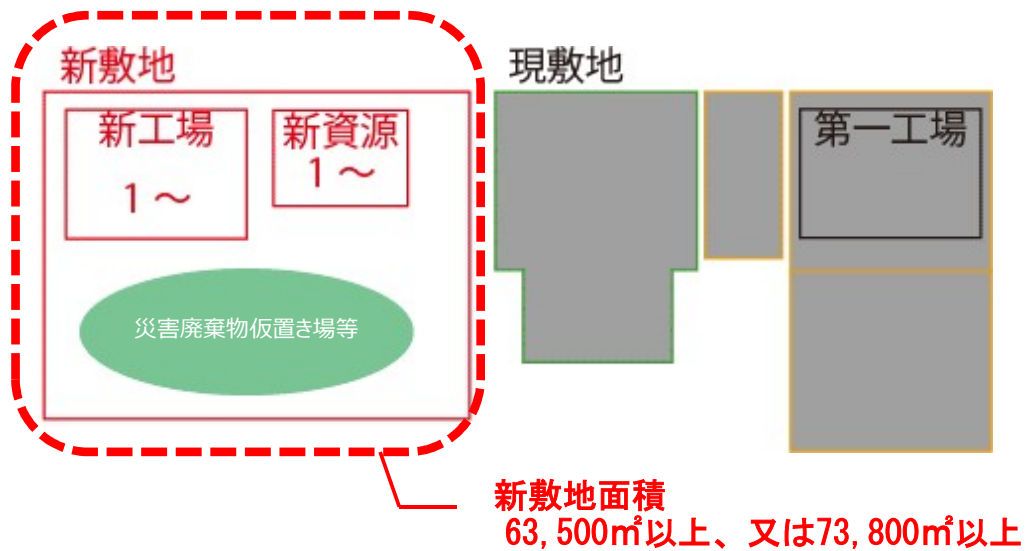 新敷地
現敷地
新工場
1～
新資源
1～
第一工場
災害廃棄物仮置き場等
新敷地面積
63,500㎡以上、又は73,800㎡以上